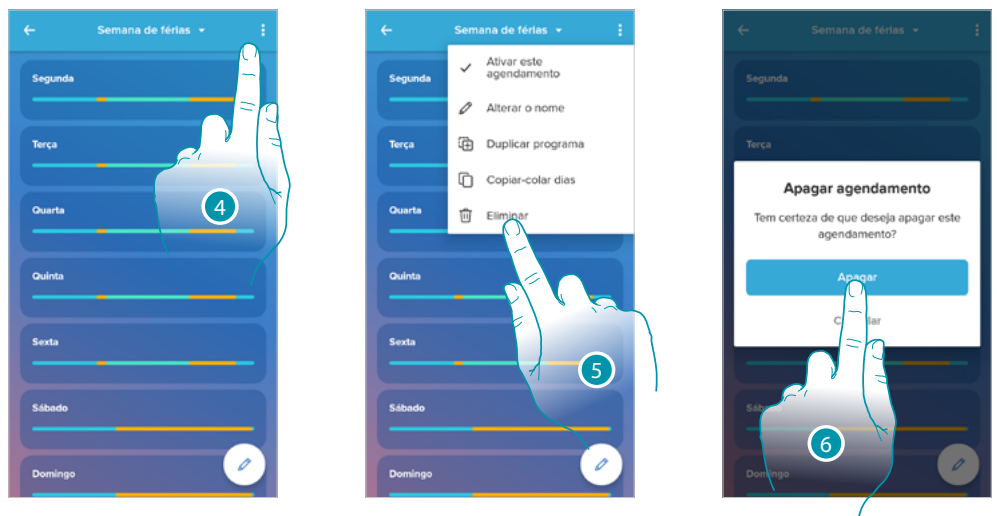 Semana de férias
Segunda
Terça
Quarta
Quinta
Sexta
Sábado
Domingo
4
Semana de férias
Segunda
Terça
Quarta
Quinta
Sexta
Sábado
Domingo
Ativar este
agendamento
Alterar o nome
Duplicar programa
Copiar-colar dias
Eliminar
5
Semana de férias
Segunda
Terça
Apagar agendamento
Tem certeza de que deseja apagar este
agendamento?
Apagar
6
Domingo